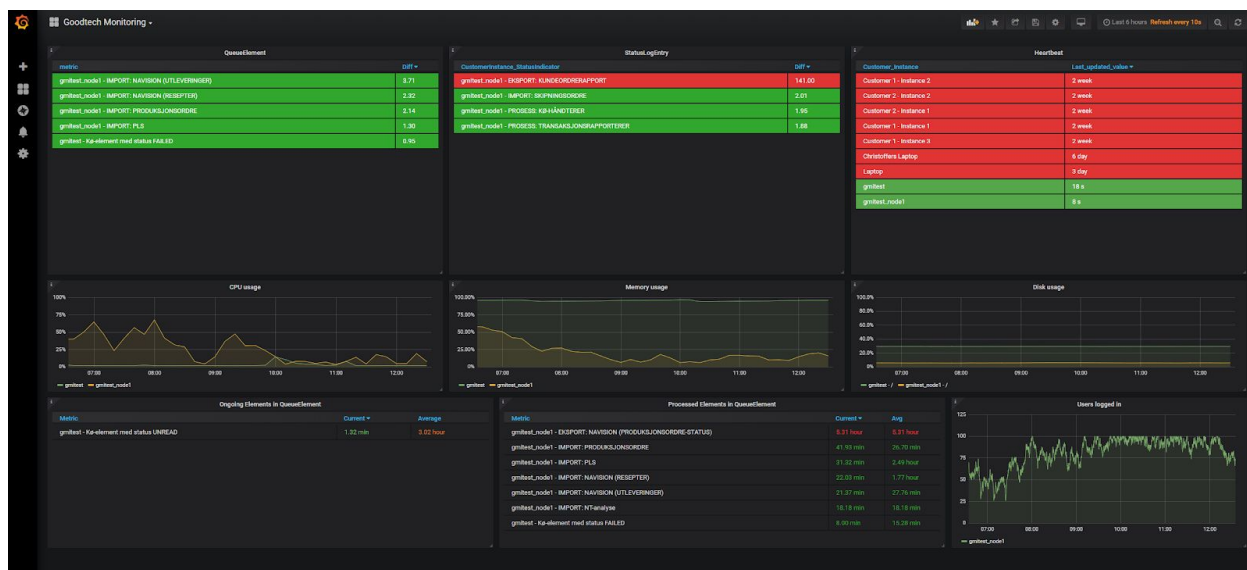 Goodtech Monitoring
Last 6 hours Refresh every 10s
QueueElement
metric Diff
gmitest_node1 - IMPORT: NAVISION (UTLEVERINGER) 3.71
gmitest_node1 - IMPORT: NAVISION (RESEPTER) 2.32
gmitest_node1 - IMPORT: PRODUKSJONSORDRE 2.14
gmitest_node1 - IMPORT: PLS 1.30
gmitest - Kø-element med status FAILED 0.95
StatusLogEntry
CustomerInstance_StatusIndicator Diff
gmitest_node1 - EKSPORT: KUNDEORDRERAPPORT 141.00
gmitest_node1 - IMPORT: SKIPNINGSORDRE 2.01
gmitest_node1 - PROSESS: KØ-HÅNDTERER 1.95
gmitest_node1 - PROSESS: TRANSAKSJONSRAPPORTERER 1.88
Heartbeat
Customer_Instance Last_updated_value
Customer 1 - Instance 2 2 week
Customer 2 - Instance 2 2 week
Customer 2 - Instance 1 2 week
Customer 1 - Instance 1 2 week
Customer 1 - Instance 3 2 week
Christoffers Laptop 6 day
Laptop 3 day
gmitest 18 s
gmitest_node1 8 s
CPU usage
100%
75%
50%
25%
0%
07:00 08:00 09:00 10:00 11:00 12:00
gmitest gmitest_node1
Memory usage
100.00%
75.00%
50.00%
25.00%
0%
07:00 08:00 09:00 10:00 11:00 12:00
gmitest gmitest_node1
Disk usage
100.0%
80.0%
60.0%
40.0%
20.0%
0%
07:00 08:00 09:00 10:00 11:00 12:00
gmitest - / gmitest_node1 - /
Ongoing Elements in QueueElement
Metric Current Average
gmitest - Kø-element med status UNREAD 1.32 min 3.02 hour
Processed Elements in QueueElement
Metric Current Avg
gmitest_node1 - EKSPORT: NAVISION (PRODUKSJONSORDRE-STATUS) 5.31 hour 5.31 hour
gmitest_node1 - IMPORT: PRODUKSJONSORDRE 41.93 min 26.70 min
gmitest_node1 - IMPORT: PLS 31.32 min 2.49 hour
gmitest_node1 - IMPORT: NAVISION (RESEPTER) 22.03 min 1.77 hour
gmitest_node1 - IMPORT: NAVISION (UTLEVERINGER) 21.37 min 27.76 min
gmitest_node1 - IMPORT: NT-analyse 18.18 min 18.18 min
gmitest - Kø-element med status FAILED 8.00 min 15.28 min
Users logged in
125
100
75
50
25
0
07:00 08:00 09:00 10:00 11:00 12:00
gmitest_node1